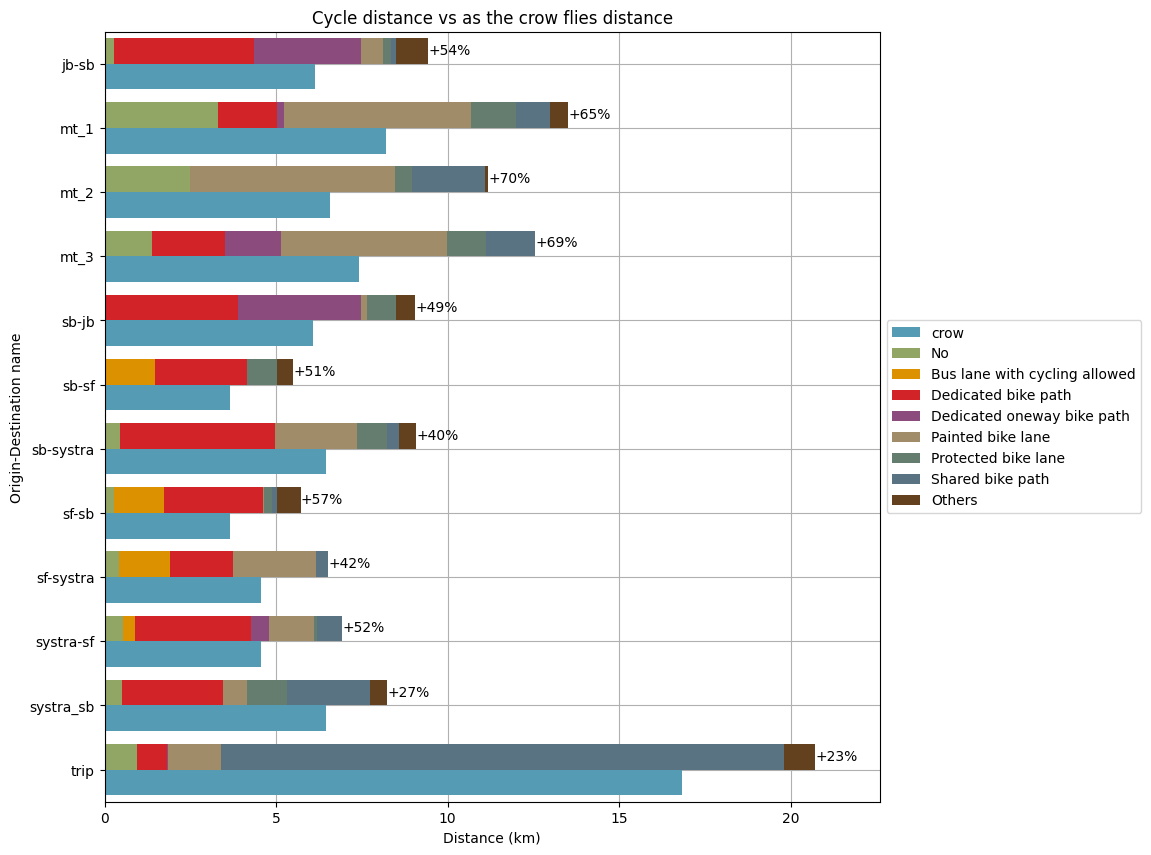 Cycle distance vs as the crow flies distance
Origin-Destination name
jb-sb
+54%
mt_1
+65%
mt_2
+70%
mt_3
+69%
sb-jb
+49%
sb-sf
+51%
sb-systra
+40%
sf-sb
+57%
sf-systra
+42%
systra-sf
+52%
systra_sb
+27%
trip
+23%
0
5
10
15
20
Distance (km)
crow
No
Bus lane with cycling allowed
Dedicated bike path
Dedicated oneway bike path
Painted bike lane
Protected bike lane
Shared bike path
Others